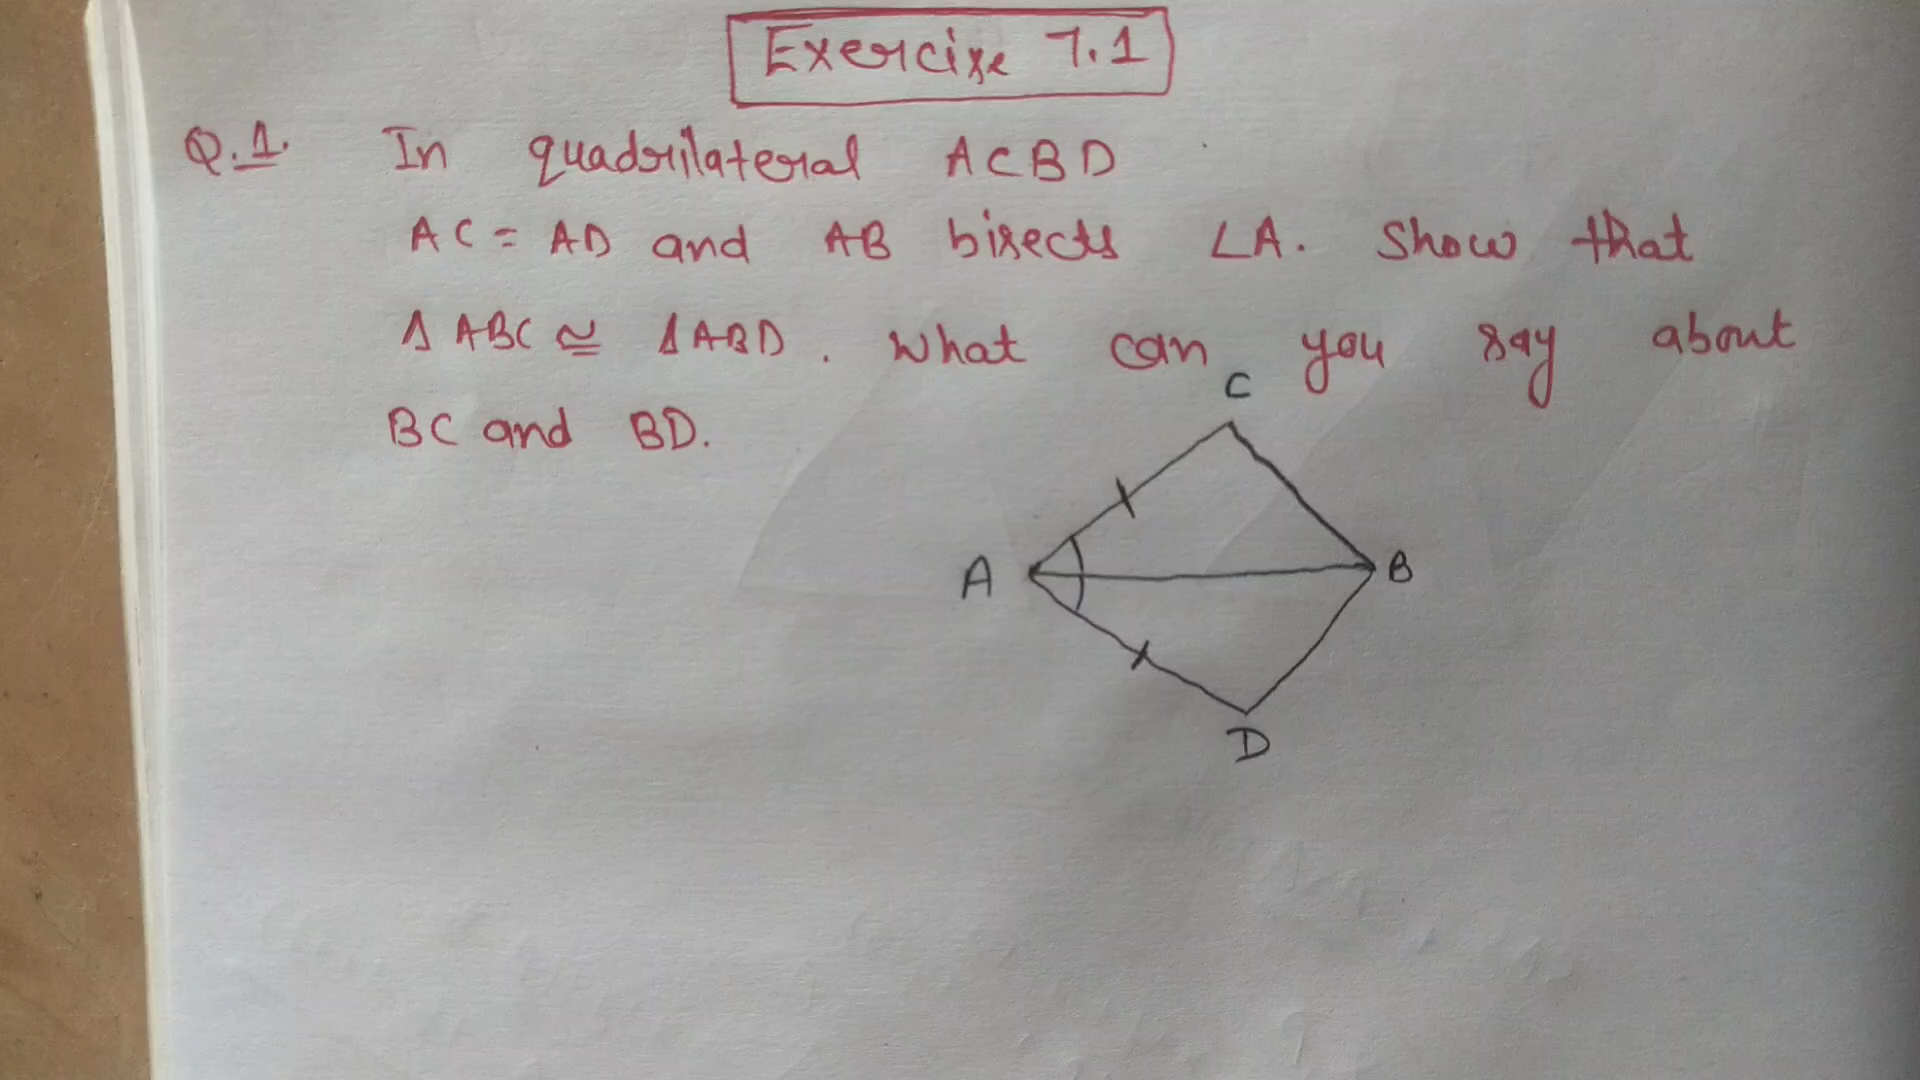 Exercise 7.1
Q.1. In quadrilateral ACBD
AC = AD and AB bisects ∠A. Show that
Δ ABC ≅ ΔABD. What can you say about
BC and BD.
C
A
B
D